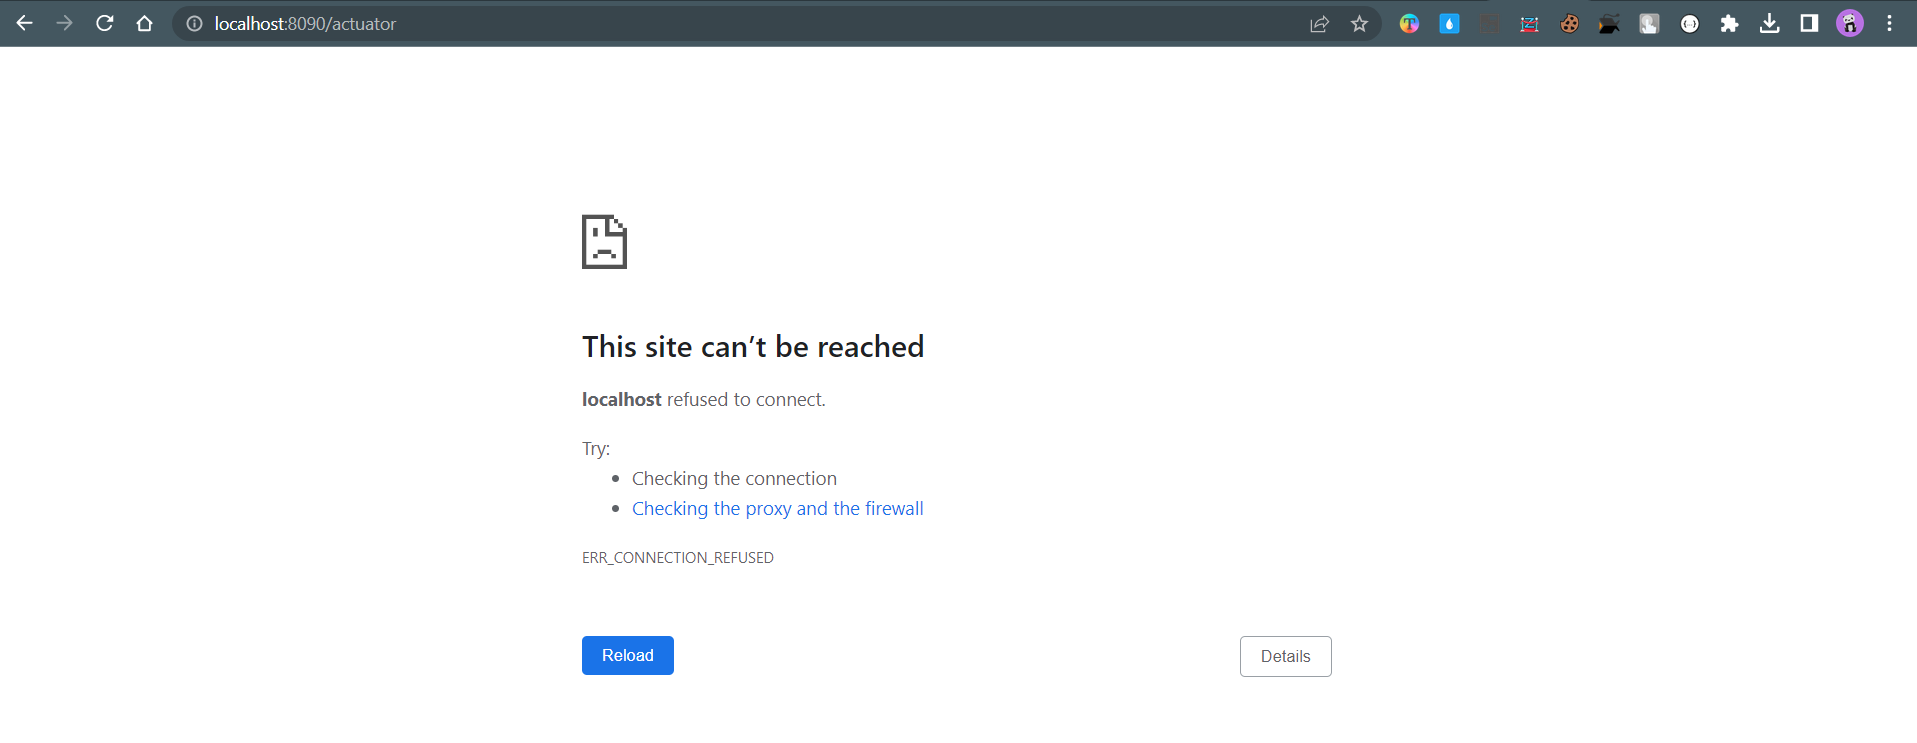 localhost:8090/actuator
This site can’t be reached
localhost refused to connect.
Try:
Checking the connection
Checking the proxy and the firewall
ERR_CONNECTION_REFUSED
Reload
Details